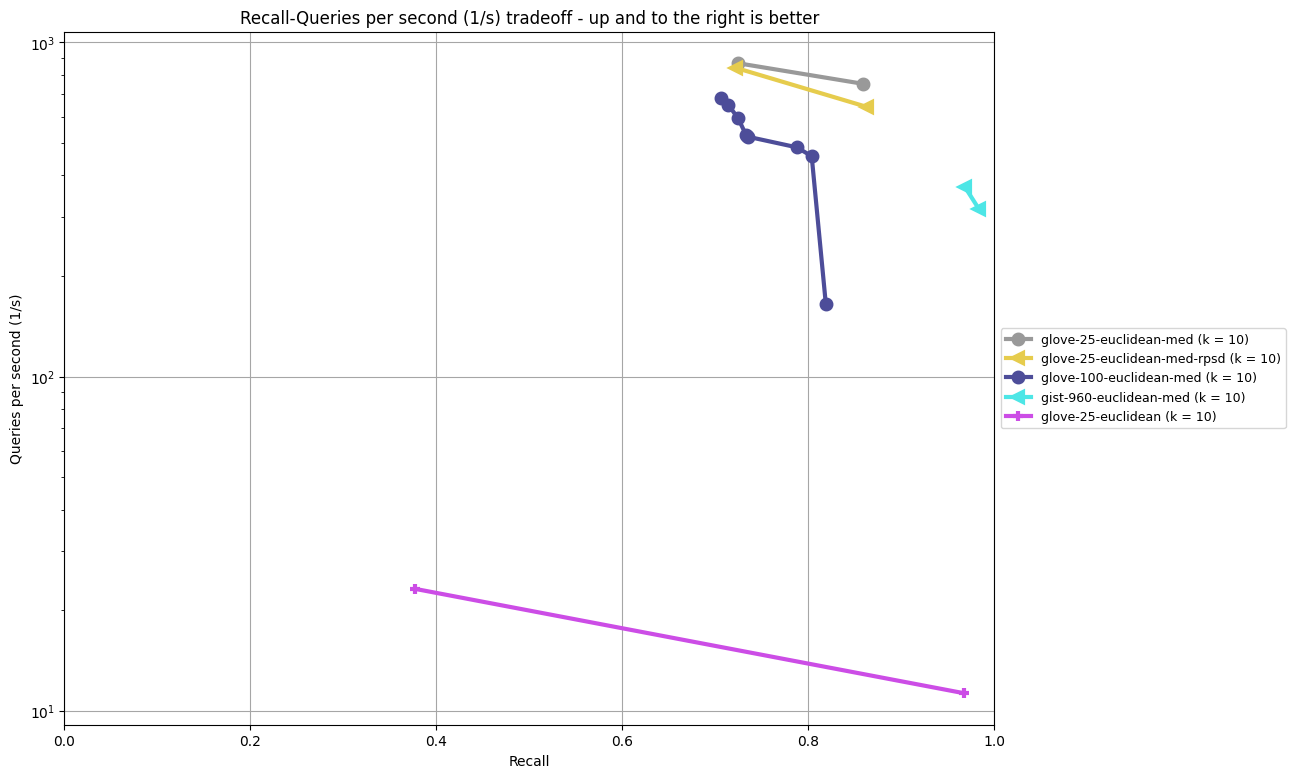 Recall-Queries per second (1/s) tradeoff - up and to the right is better
10³
10²
10¹
Queries per second (1/s)
0.0 0.2 0.4 0.6 0.8 1.0
Recall
glove-25-euclidean-med (k = 10)
glove-25-euclidean-med-rpsd (k = 10)
glove-100-euclidean-med (k = 10)
gist-960-euclidean-med (k = 10)
glove-25-euclidean (k = 10)